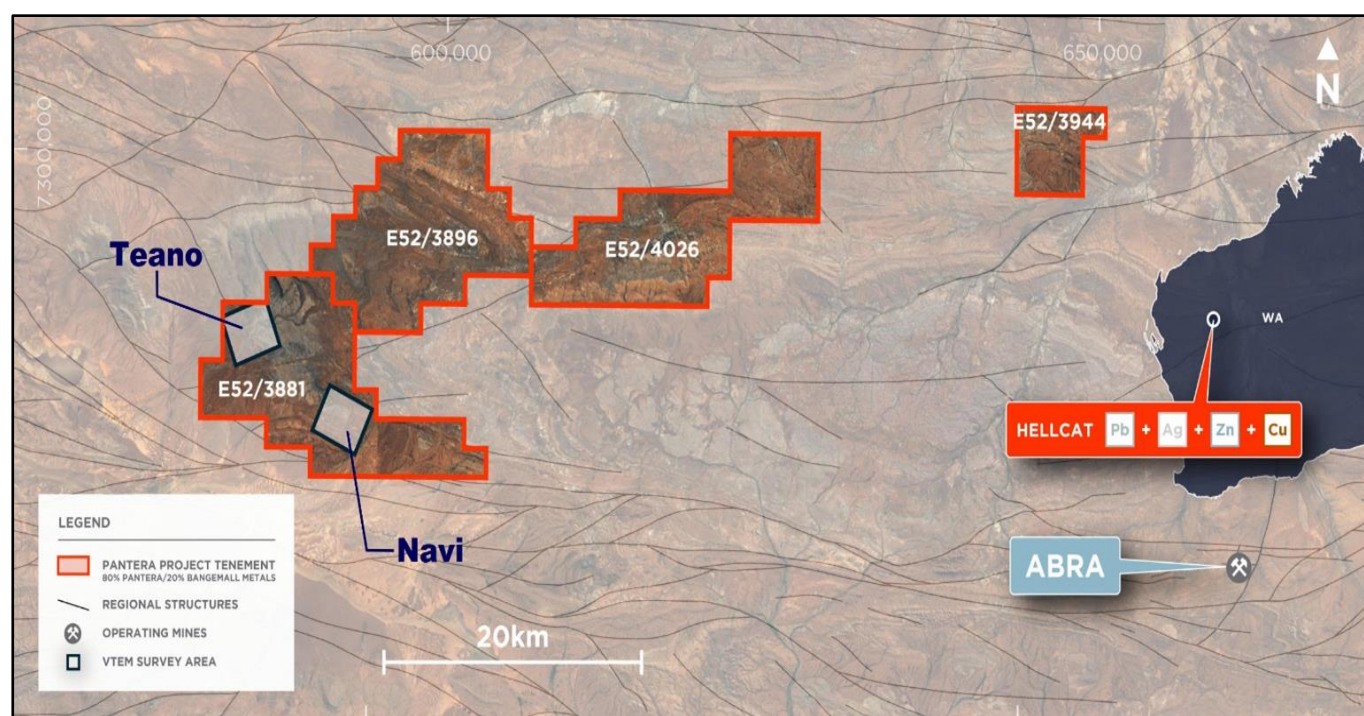 600,000
650,000
N
7300,000
E52/3944
E52/3896
E52/4026
Teano
E52/3881
WA
HELLCAT Pb + Ag + Zn + Cu
Navi
ABRA
20km
LEGEND
PANTERA PROJECT TENEMENT
80% PANTERA/20% BANGEMALL METALS
REGIONAL STRUCTURES
OPERATING MINES
VTEM SURVEY AREA